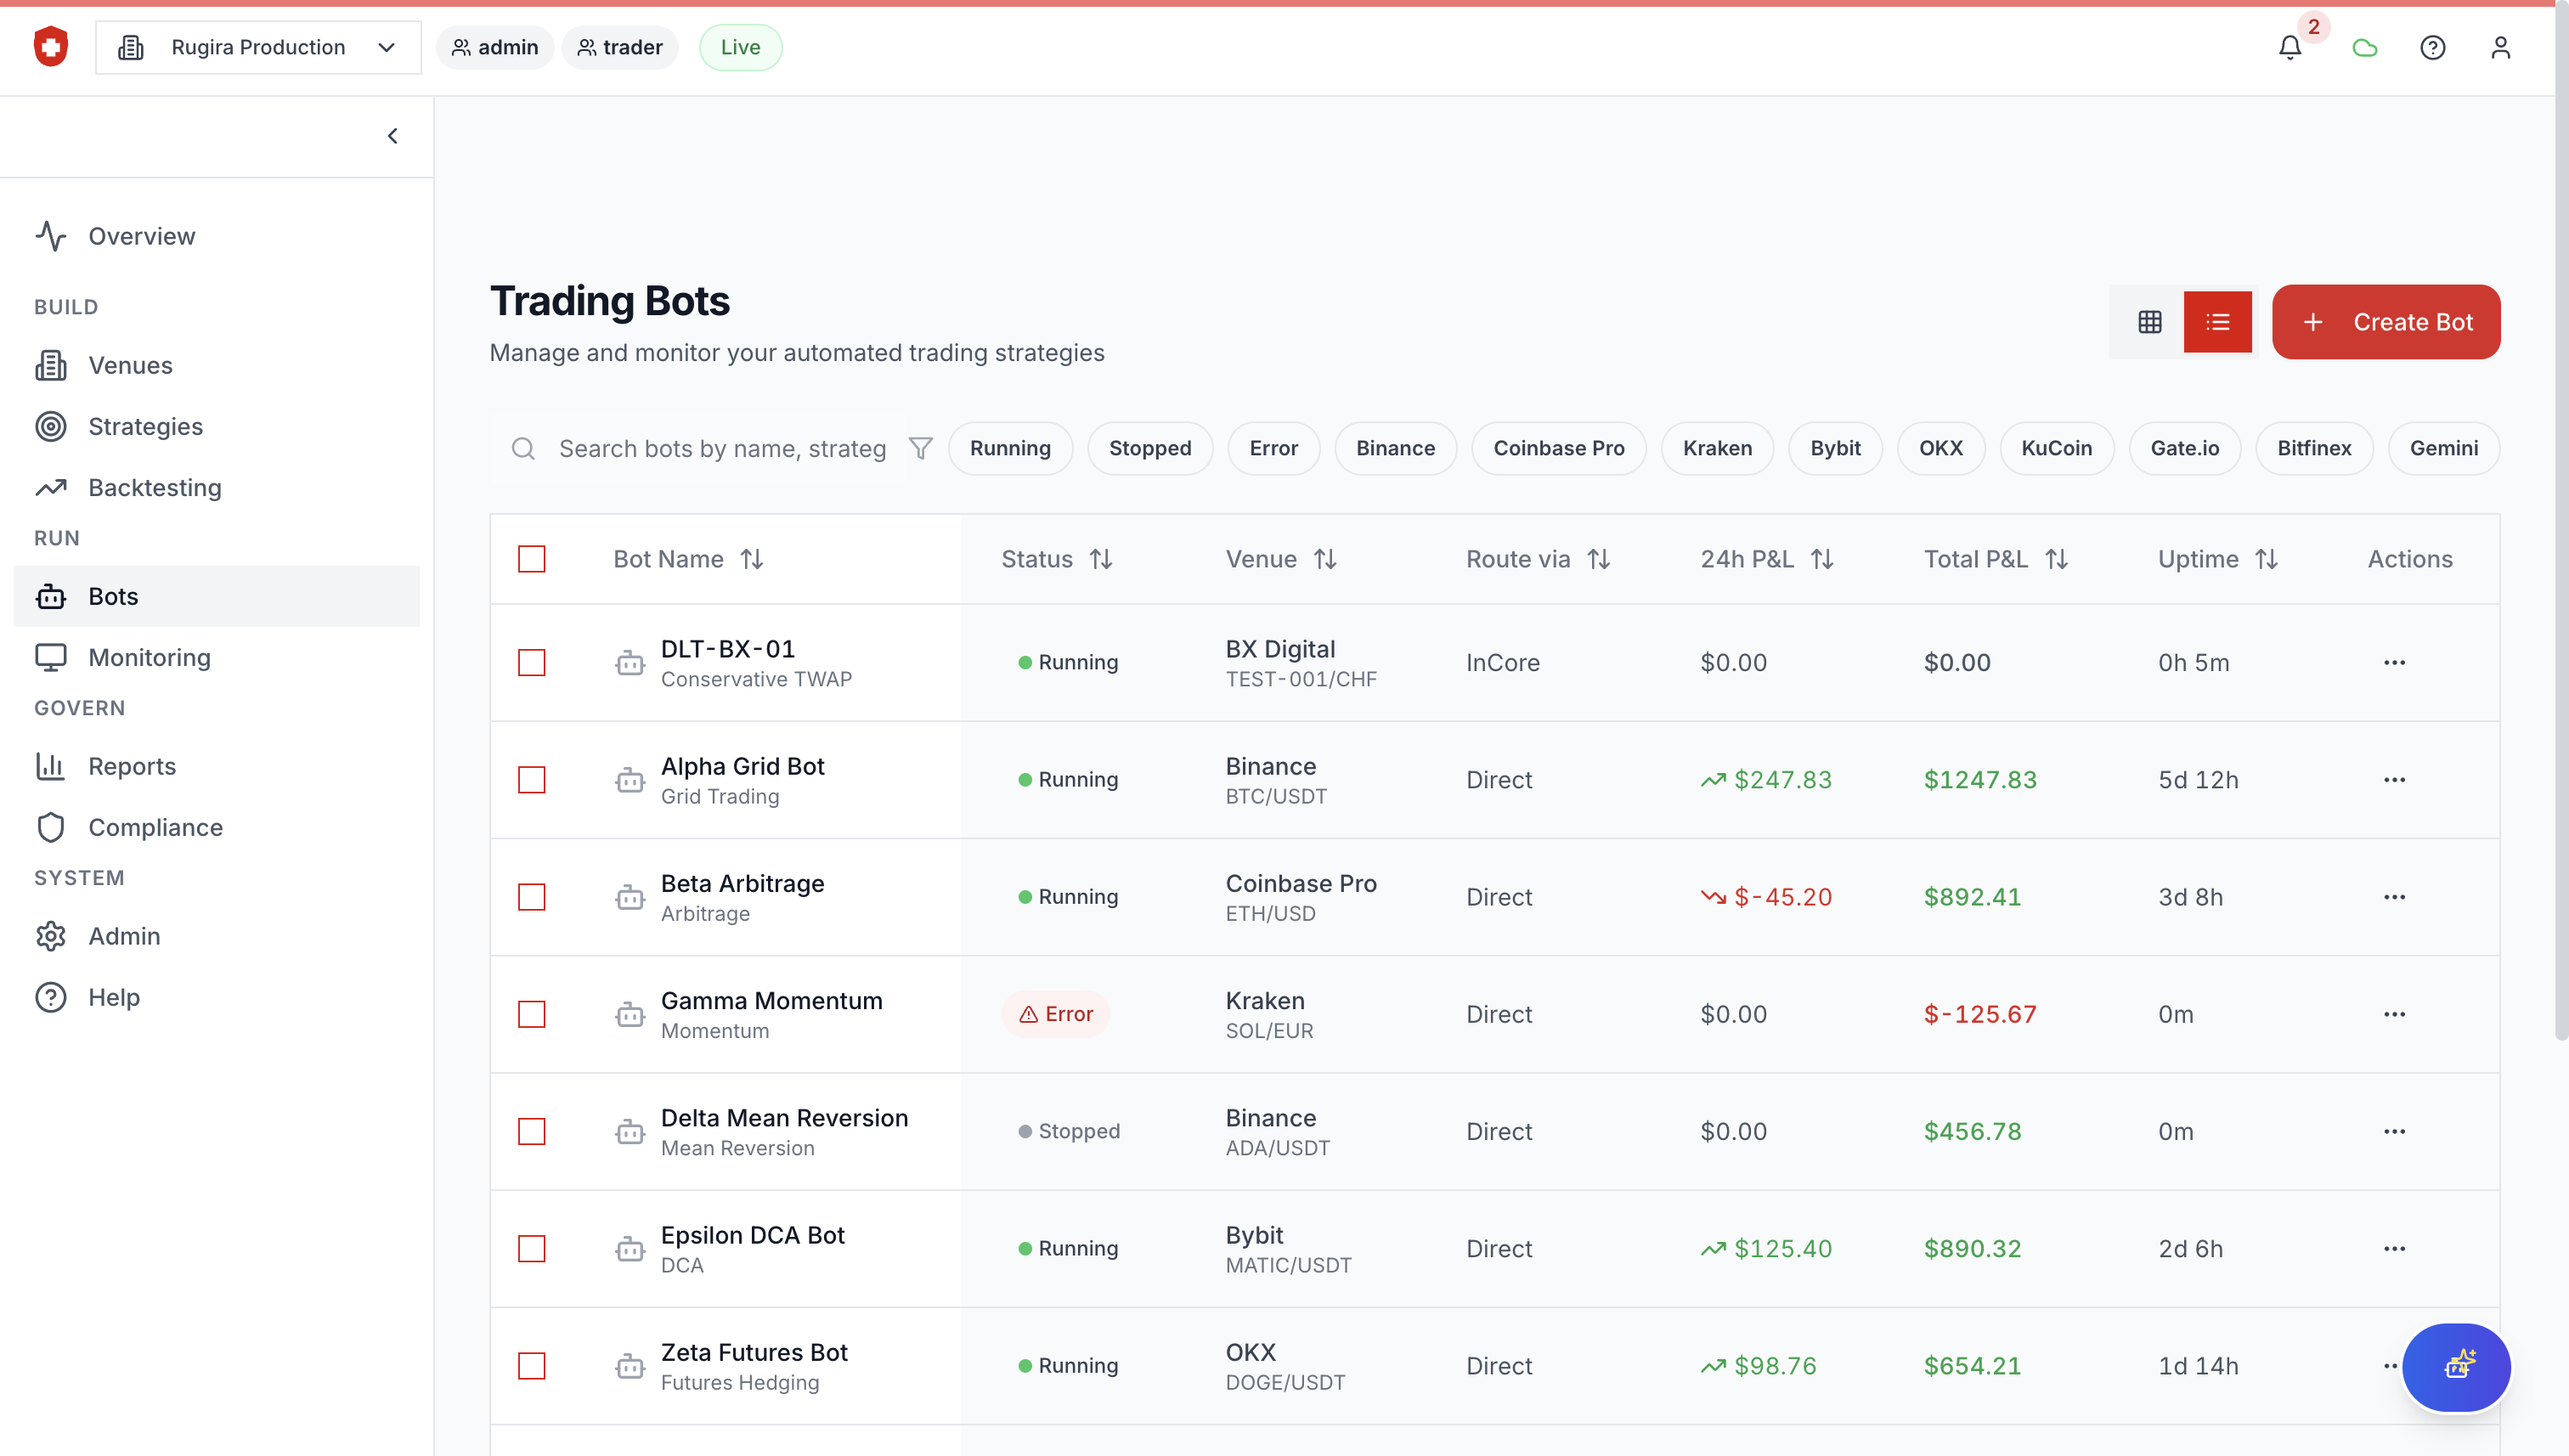 Rugira Production
admin
trader
Live
2
Overview
BUILD
Venues
Strategies
Backtesting
RUN
Bots
Monitoring
GOVERN
Reports
Compliance
SYSTEM
Admin
Help
Trading Bots
Manage and monitor your automated trading strategies
Create Bot
Search bots by name, strateg
Running
Stopped
Error
Binance
Coinbase Pro
Kraken
Bybit
OKX
KuCoin
Gate.io
Bitfinex
Gemini
Bot Name Status Venue Route via 24h P&L Total P&L Uptime Actions
DLT-BX-01 Running BX Digital InCore $0.00 $0.00 0h 5m
Conservative TWAP TEST-001/CHF
Alpha Grid Bot Running Binance Direct $247.83 $1247.83 5d 12h
Grid Trading BTC/USDT
Beta Arbitrage Running Coinbase Pro Direct $-45.20 $892.41 3d 8h
Arbitrage ETH/USD
Gamma Momentum Error Kraken Direct $0.00 $-125.67 0m
Momentum SOL/EUR
Delta Mean Reversion Stopped Binance Direct $0.00 $456.78 0m
Mean Reversion ADA/USDT
Epsilon DCA Bot Running Bybit Direct $125.40 $890.32 2d 6h
DCA MATIC/USDT
Zeta Futures Bot Running OKX Direct $98.76 $654.21 1d 14h
Futures Hedging DOGE/USDT